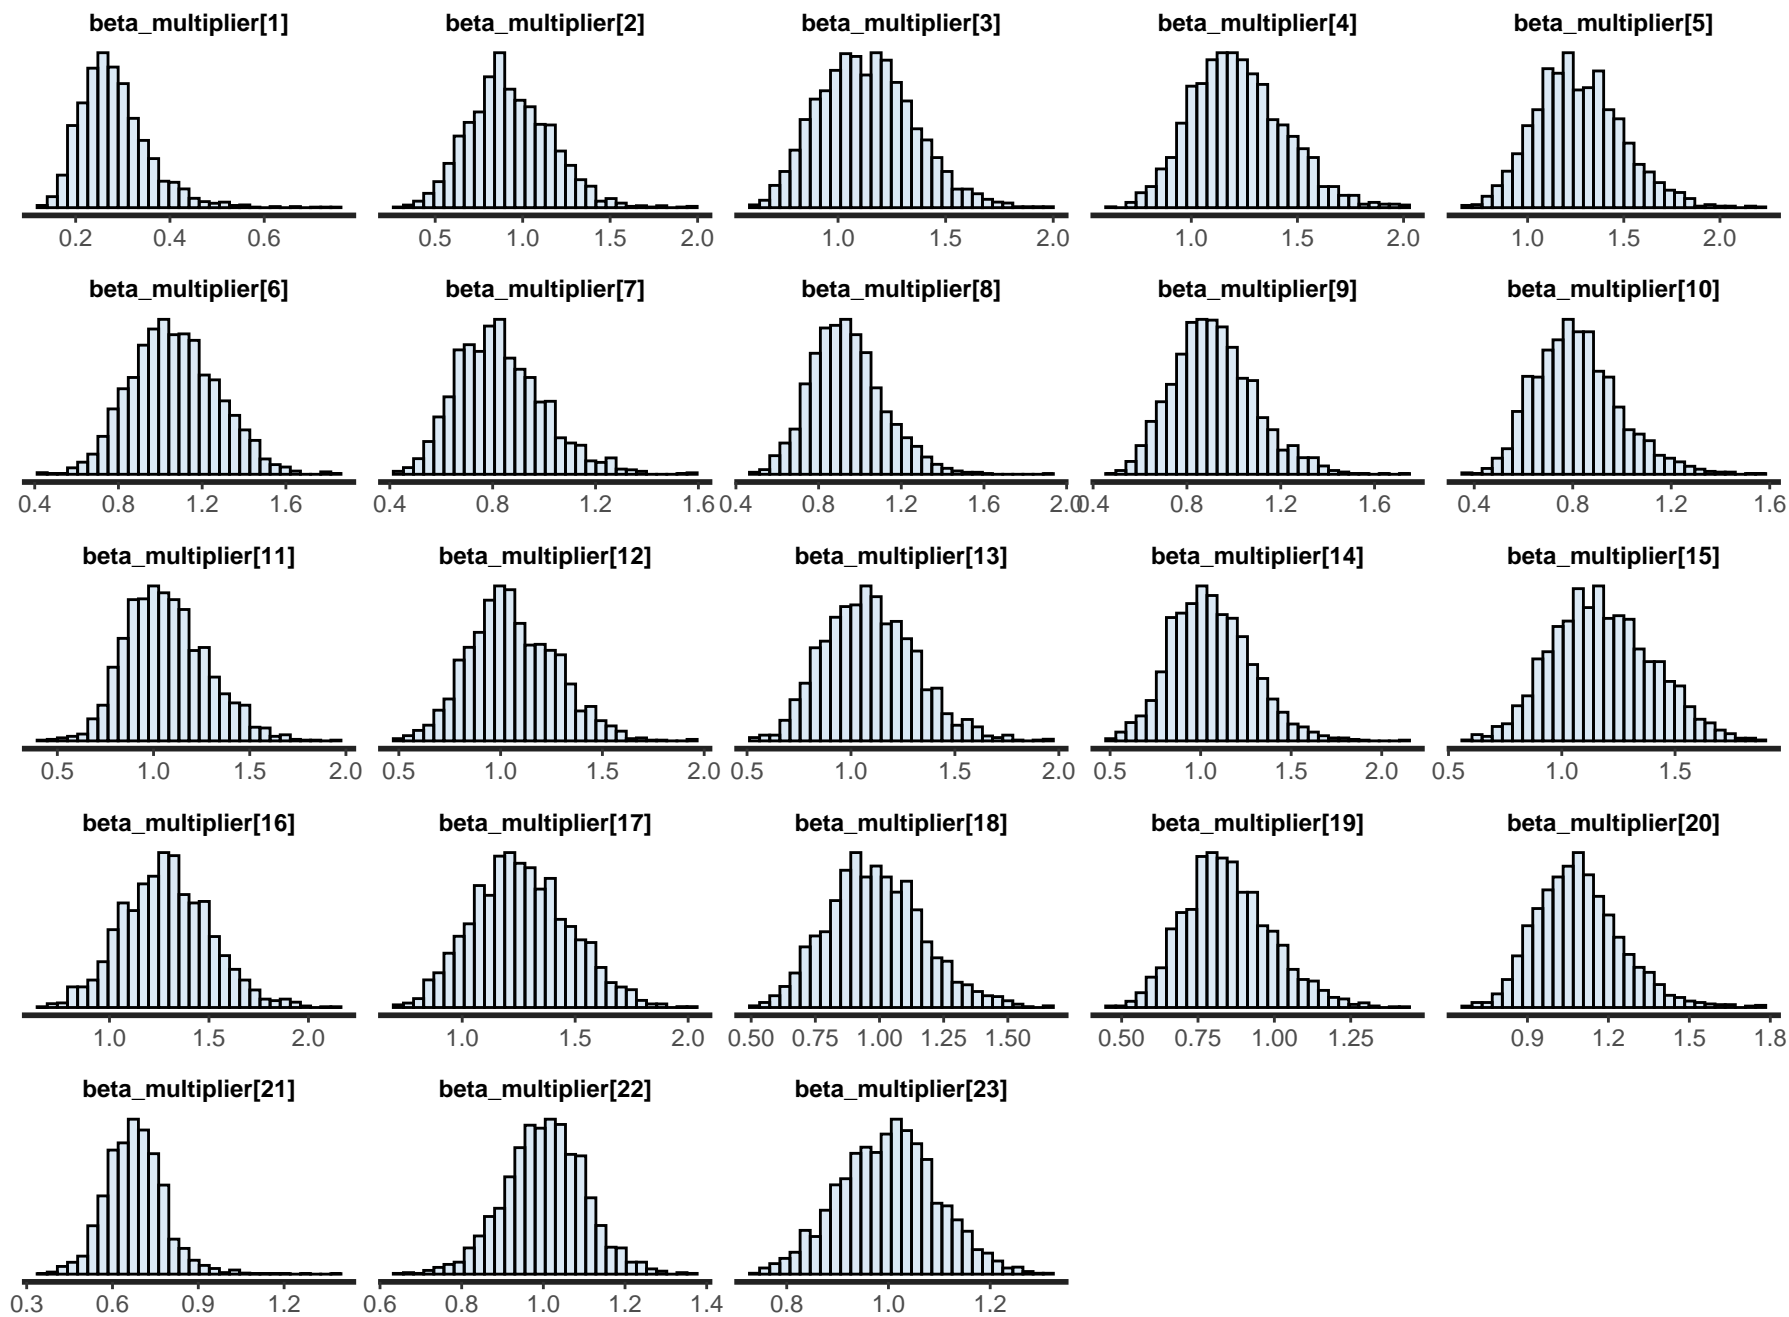 beta_multiplier[1] beta_multiplier[2] beta_multiplier[3] beta_multiplier[4] beta_multiplier[5]
0.2 0.4 0.6 0.5 1.0 1.5 2.0 1.0 1.5 2.0 1.0 1.5 2.0 1.0 1.5 2.0
beta_multiplier[6] beta_multiplier[7] beta_multiplier[8] beta_multiplier[9] beta_multiplier[10]
0.4 0.8 1.2 1.6 0.4 0.8 1.2 1.6 0.4 0.8 1.2 1.6 2.0 0.4 0.8 1.2 1.6 0.4 0.8 1.2 1.6
beta_multiplier[11] beta_multiplier[12] beta_multiplier[13] beta_multiplier[14] beta_multiplier[15]
0.5 1.0 1.5 2.0 0.5 1.0 1.5 2.0 0.5 1.0 1.5 2.0 0.5 1.0 1.5 2.0 0.5 1.0 1.5
beta_multiplier[16] beta_multiplier[17] beta_multiplier[18] beta_multiplier[19] beta_multiplier[20]
1.0 1.5 2.0 1.0 1.5 2.0 0.50 0.75 1.00 1.25 1.50 0.50 0.75 1.00 1.25 0.9 1.2 1.5 1.8
beta_multiplier[21] beta_multiplier[22] beta_multiplier[23]
0.3 0.6 0.9 1.2 0.6 0.8 1.0 1.2 1.4 0.8 1.0 1.2